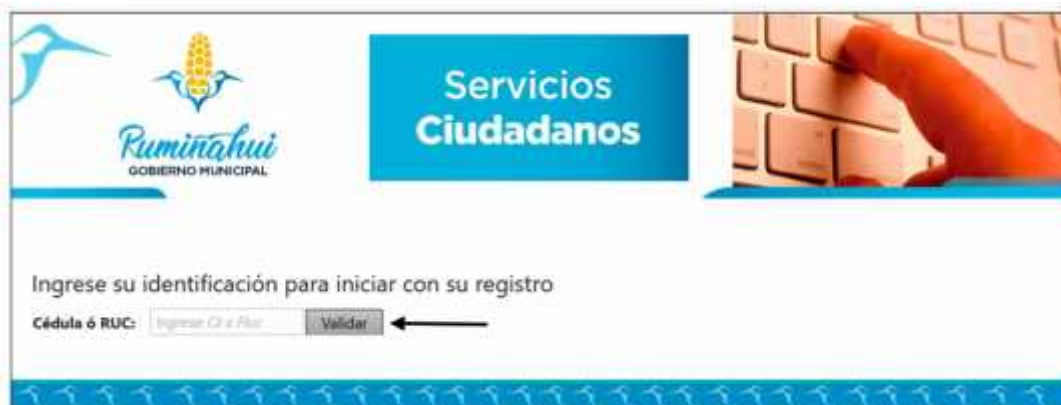 Servicios
Ciudadanos
Rumiñahui
GOBIERNO MUNICIPAL
Ingrese su identificación para iniciar con su registro
Cédula ó RUC: Ingrese CI o Ruc Validar